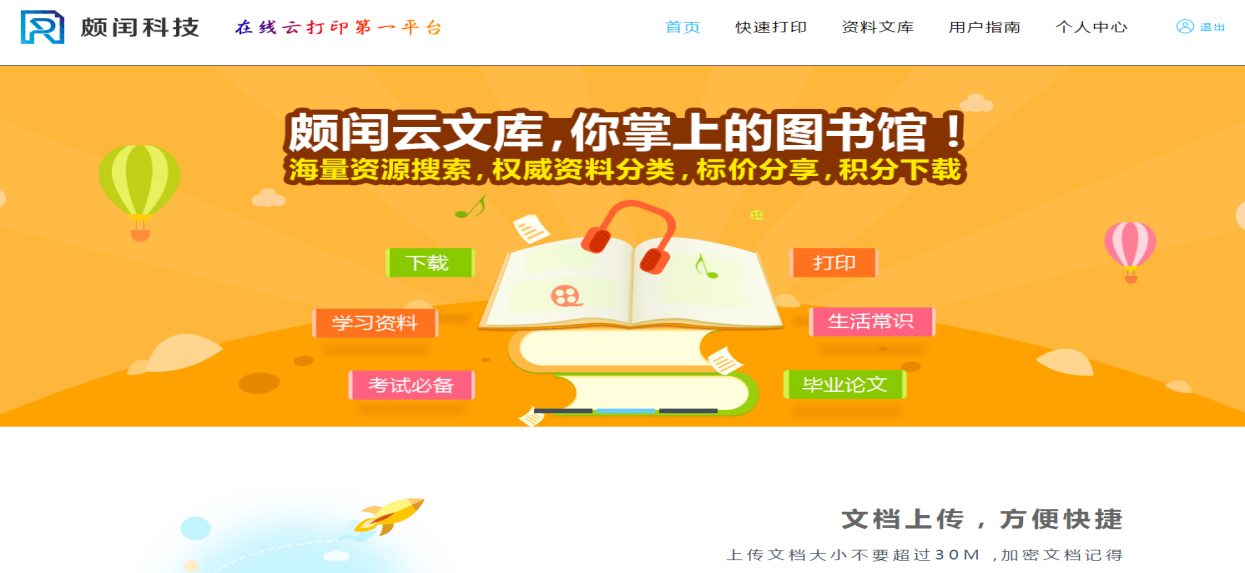 颇闰科技 在线云打印第一平台 首页 快速打印 资料文库 用户指南 个人中心 退出
颇闰云文库,你掌上的图书馆！
海量资源搜索,权威资料分类,标价分享,积分下载
下载 打印
学习资料 生活常识
考试必备 毕业论文
文档上传，方便快捷
上传文档大小不要超过30M ,加密文档记得